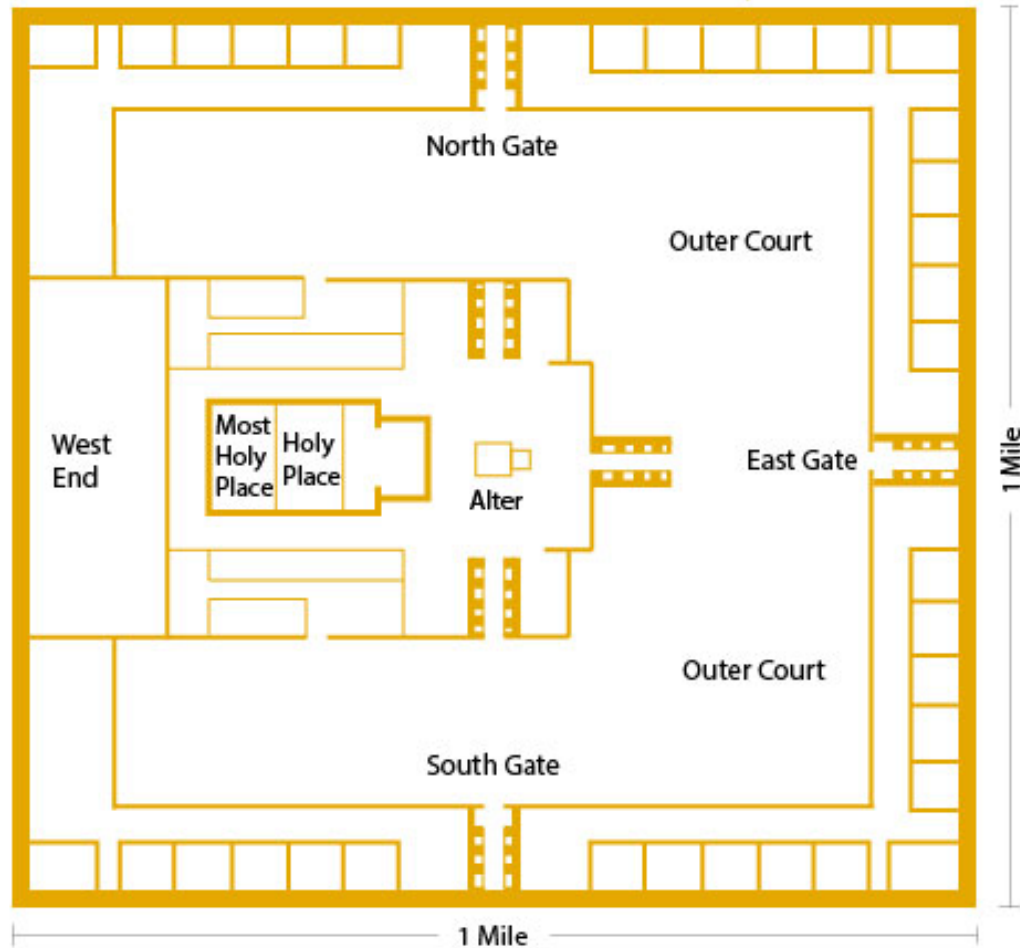 North Gate
Outer Court
Most
Holy
Place
Holy
Place
West
End
East Gate
1 Mile
Alter
Outer Court
South Gate
1 Mile